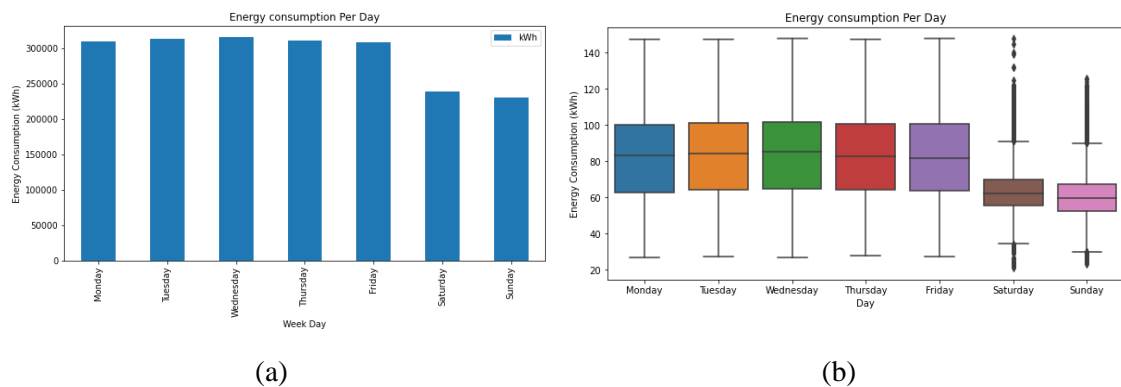 Energy consumption Per Day
kWh
Energy Consumption (kWh)
300000
250000
200000
150000
100000
50000
0
Monday
Tuesday
Wednesday
Thursday
Friday
Saturday
Sunday
Week Day
(a)
Energy consumption Per Day
Energy Consumption (kWh)
140
120
100
80
60
40
20
Monday Tuesday Wednesday Thursday Friday Saturday Sunday
Day
(b)